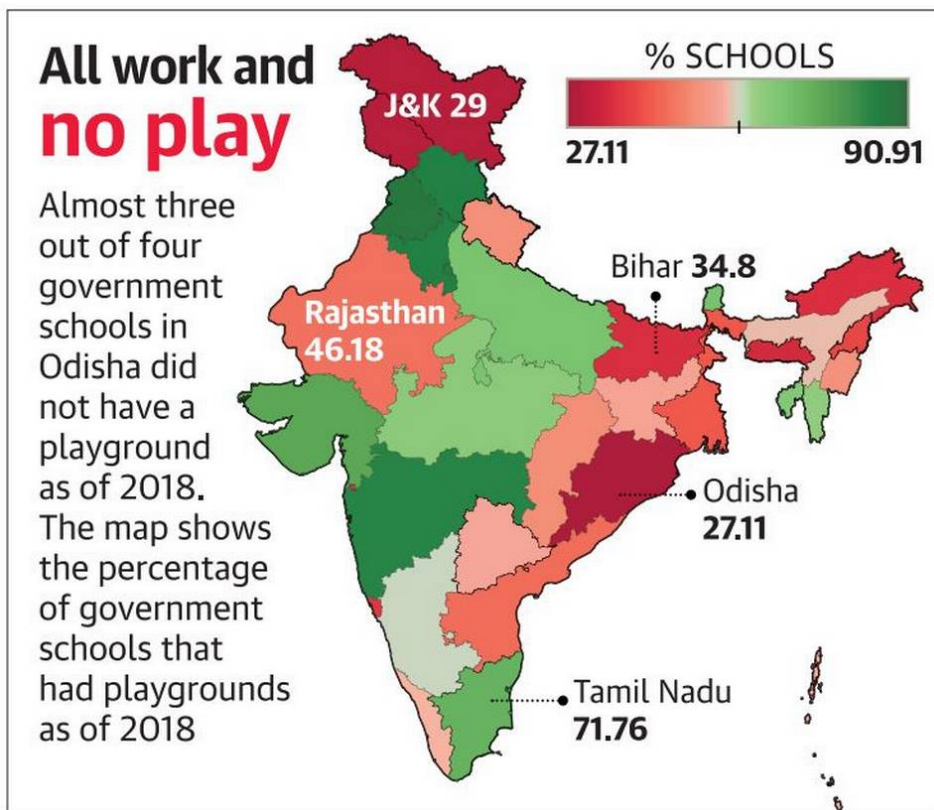 All work and
no play
Almost three
out of four
government
schools in
Odisha did
not have a
playground
as of 2018.
The map shows
the percentage
of government
schools that
had playgrounds
as of 2018
% SCHOOLS
27.11 90.91
J&K 29
Bihar 34.8
Rajasthan
46.18
Odisha
27.11
Tamil Nadu
71.76